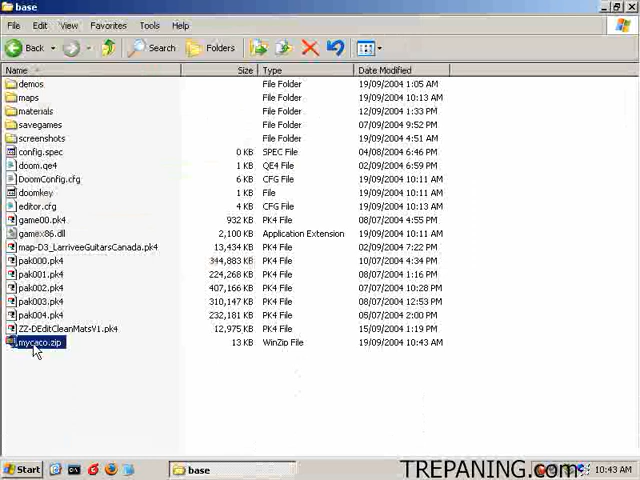 base
File Edit View Favorites Tools Help
Back Search Folders
Name Size Type Date Modified
demos File Folder 19/09/2004 1:05 AM
maps File Folder 19/09/2004 10:13 AM
materials File Folder 12/09/2004 1:33 PM
savegames File Folder 07/09/2004 9:52 PM
screenshots File Folder 19/09/2004 4:51 AM
config.spec 0 KB SPEC File 04/08/2004 6:46 PM
doom.qe4 1 KB QE4 File 02/09/2004 6:59 PM
DoomConfig.cfg 6 KB CFG File 19/09/2004 10:11 AM
doomkey 1 KB File 19/09/2004 10:11 AM
editor.cfg 4 KB CFG File 19/09/2004 10:11 AM
game00.pk4 932 KB PK4 File 08/07/2004 4:55 PM
gamex86.dll 2,100 KB Application Extension 19/09/2004 10:11 AM
map-D3_LarriveeGuitarsCanada.pk4 13,434 KB PK4 File 02/09/2004 7:22 PM
pak000.pk4 344,883 KB PK4 File 10/07/2004 4:34 PM
pak001.pk4 224,268 KB PK4 File 08/07/2004 1:16 PM
pak002.pk4 407,166 KB PK4 File 07/07/2004 10:28 PM
pak003.pk4 310,147 KB PK4 File 08/07/2004 12:53 PM
pak004.pk4 232,181 KB PK4 File 05/07/2004 2:00 PM
ZZ-DEditCleanMatsV1.pk4 12,975 KB PK4 File 15/09/2004 1:19 PM
mycaco.zip 13 KB WinZip File 19/09/2004 10:43 AM
Start base TREPANING.com 10:43 AM